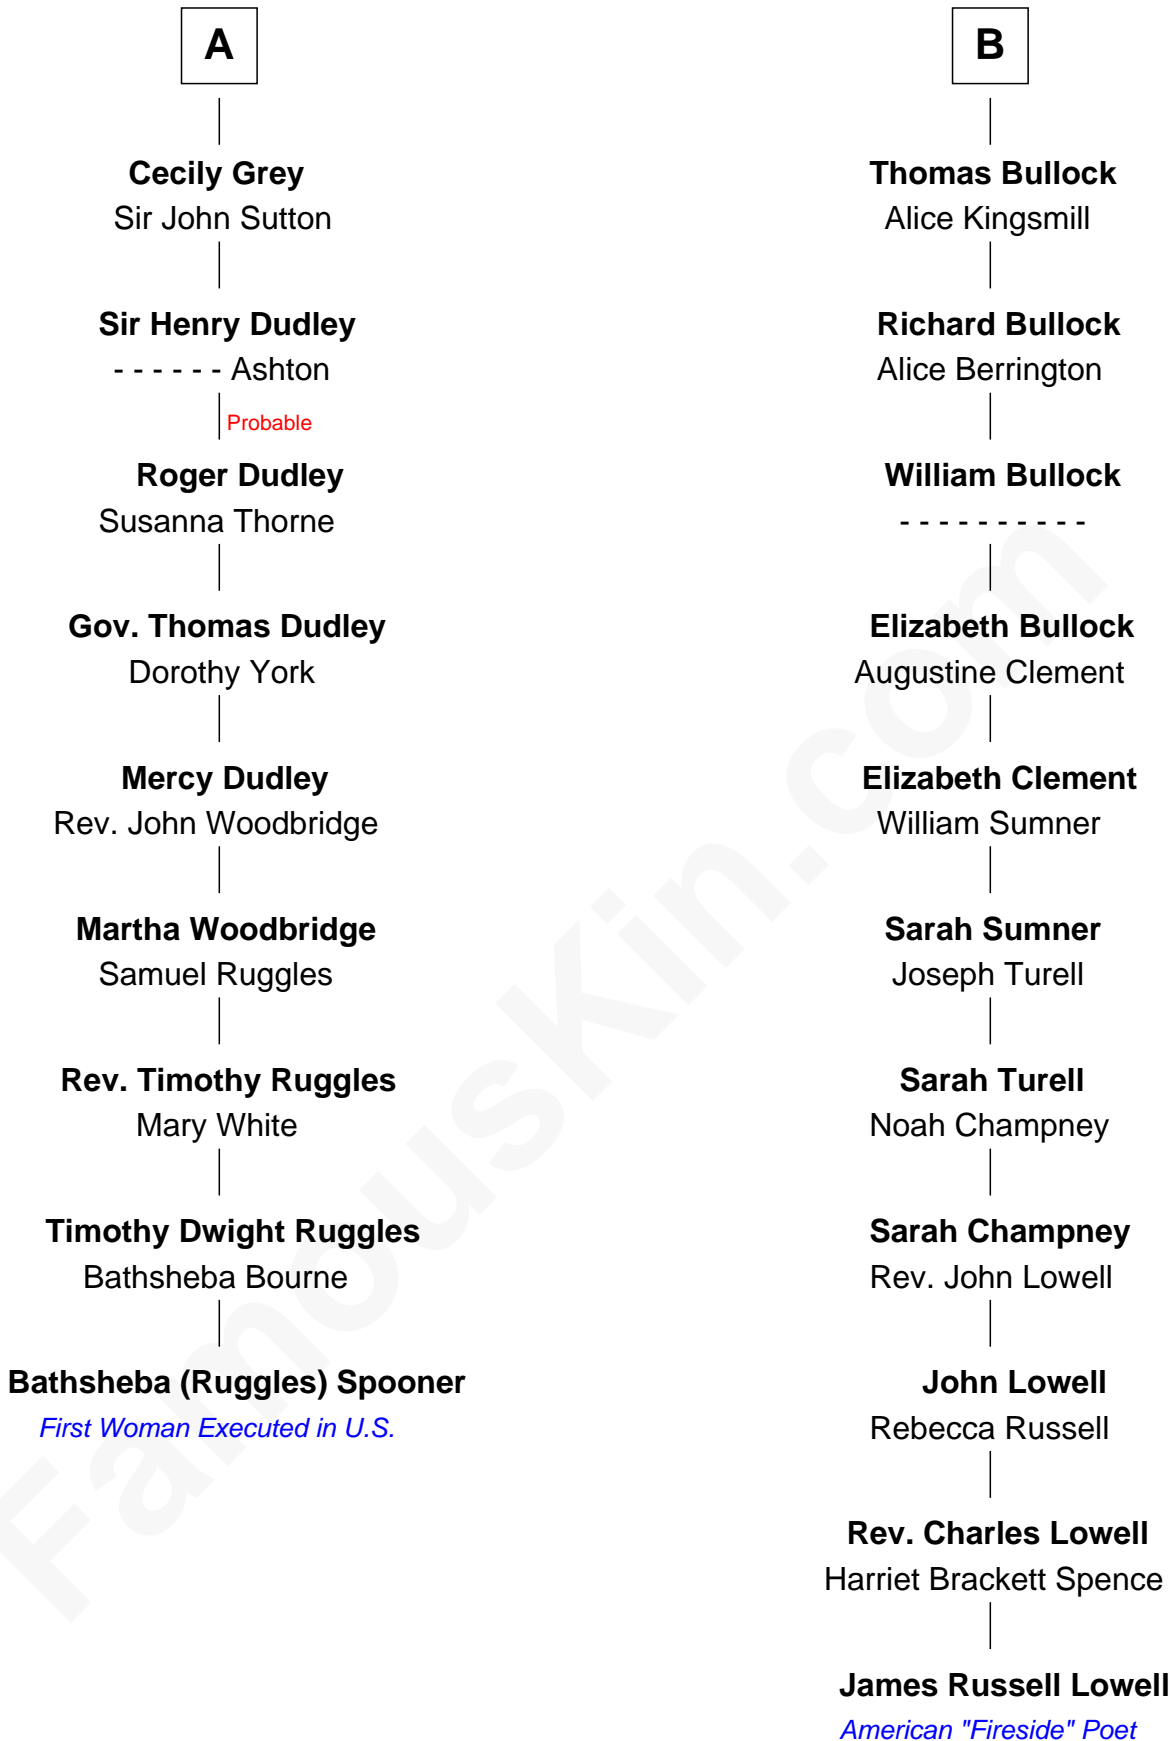 A
Cecily Grey
Sir John Sutton
Sir Henry Dudley
- - - - - - Ashton
Probable
Roger Dudley
Susanna Thorne
Gov. Thomas Dudley
Dorothy York
Mercy Dudley
Rev. John Woodbridge
Martha Woodbridge
Samuel Ruggles
Rev. Timothy Ruggles
Mary White
Timothy Dwight Ruggles
Bathsheba Bourne
Bathsheba (Ruggles) Spooner
First Woman Executed in U.S.
B
Thomas Bullock
Alice Kingsmill
Richard Bullock
Alice Berrington
William Bullock
- - - - - - - - - -
Elizabeth Bullock
Augustine Clement
Elizabeth Clement
William Sumner
Sarah Sumner
Joseph Turell
Sarah Turell
Noah Champney
Sarah Champney
Rev. John Lowell
John Lowell
Rebecca Russell
Rev. Charles Lowell
Harriet Brackett Spence
James Russell Lowell
American "Fireside" Poet
FamousKin.com